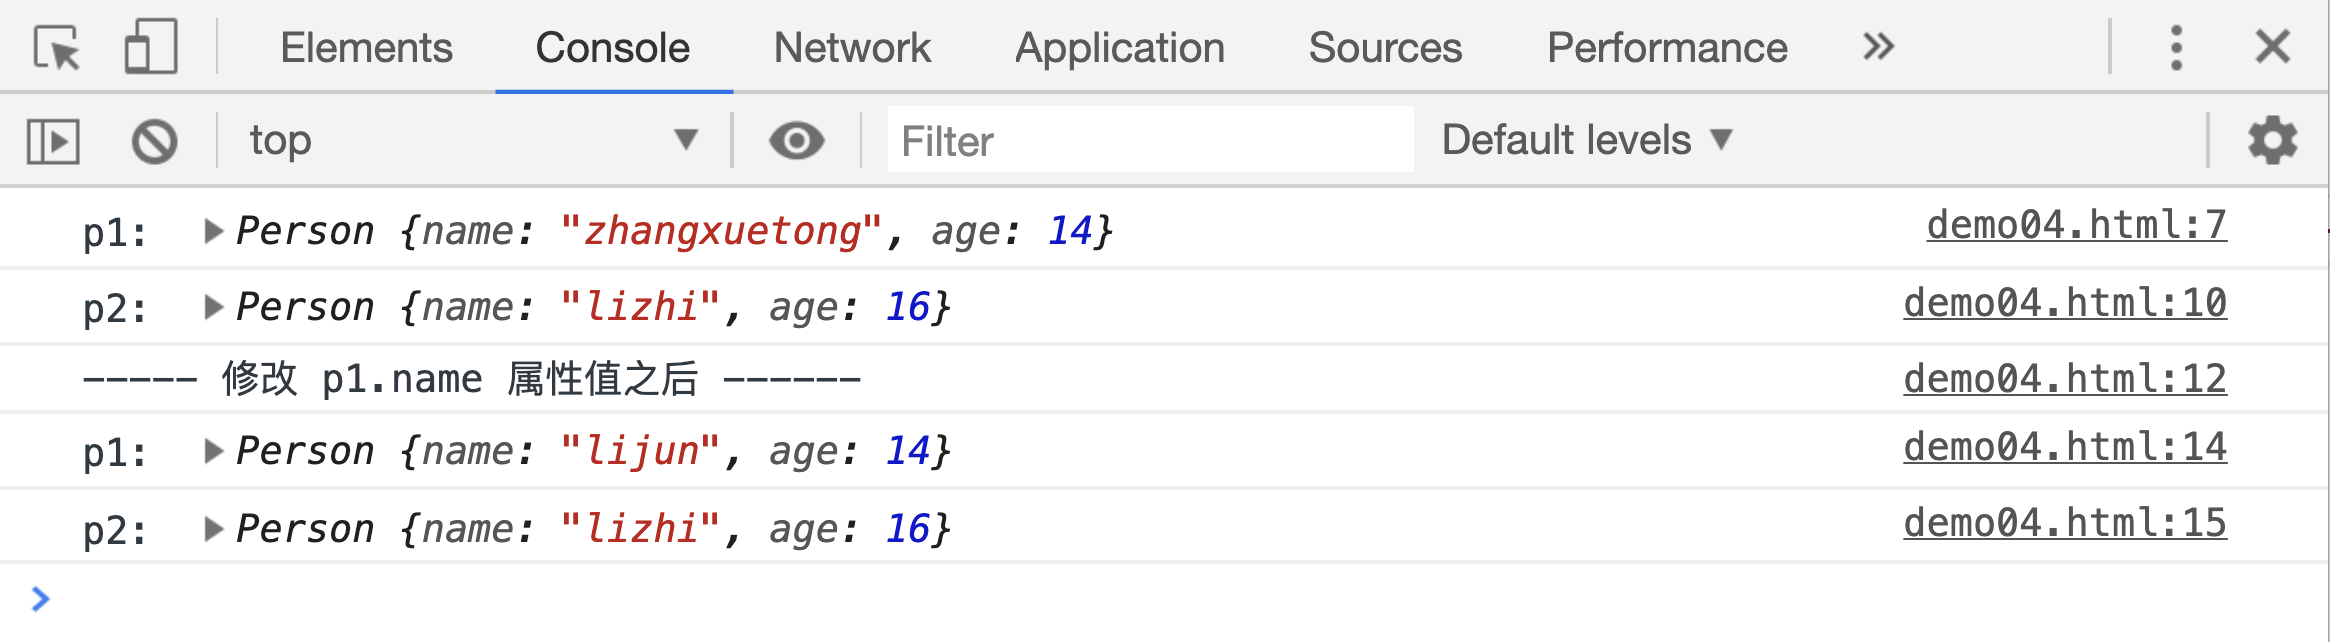 Elements Console Network Application Sources Performance
top Filter Default levels
p1: Person {name: "zhangxuetong", age: 14} demo04.html:7
p2: Person {name: "lizhi", age: 16} demo04.html:10
----- 修改 p1.name 属性值之后 ------ demo04.html:12
p1: Person {name: "lijun", age: 14} demo04.html:14
p2: Person {name: "lizhi", age: 16} demo04.html:15